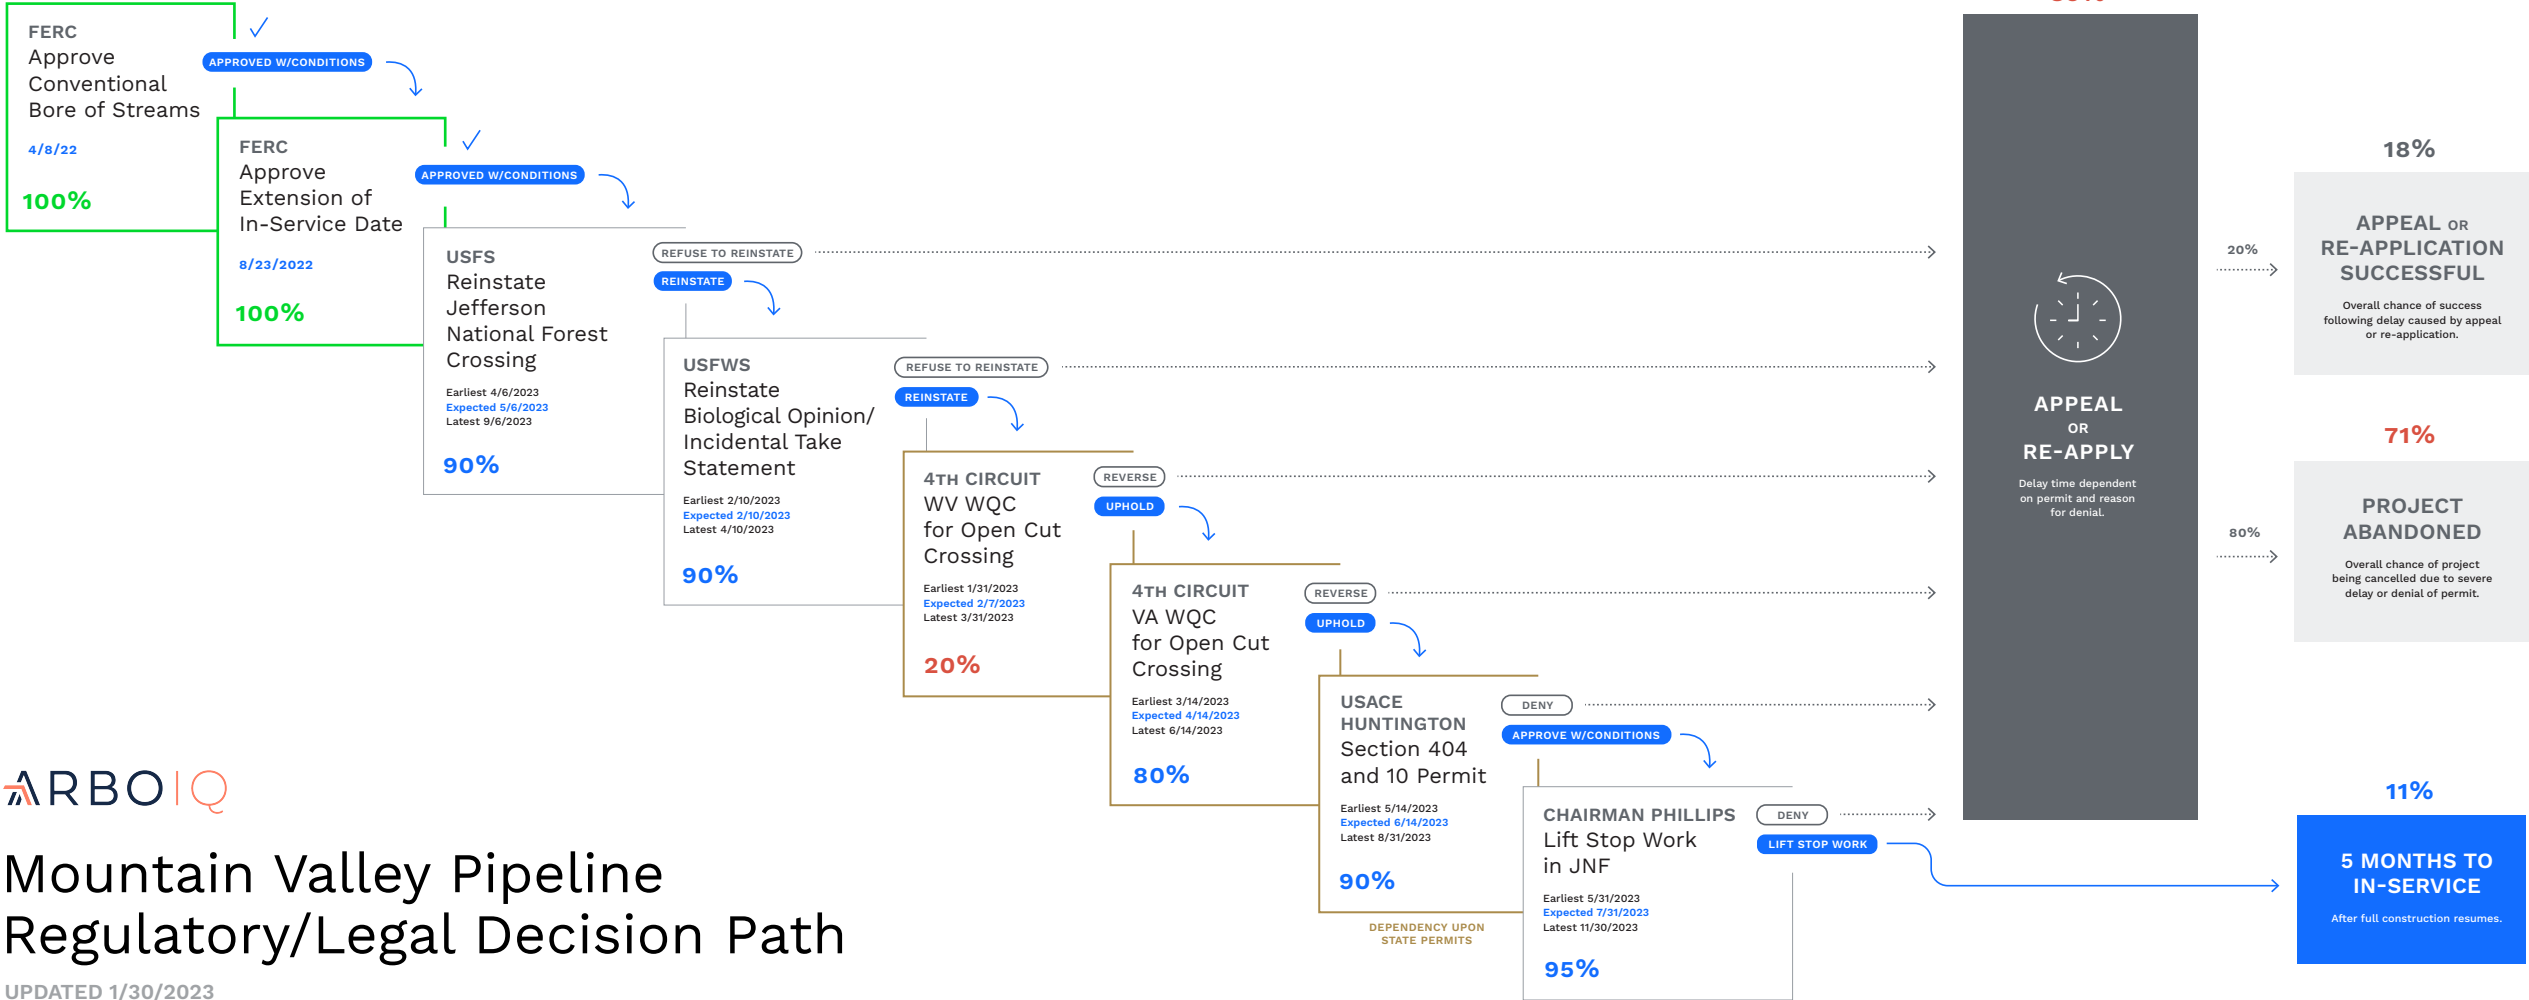 FERC
Approve
Conventional
Bore of Streams
4/8/22
100%
APPROVED W/CONDITIONS
FERC
Approve
Extension of
In-Service Date
8/23/2022
100%
APPROVED W/CONDITIONS
USFS
Reinstate
Jefferson
National Forest
Crossing
Earliest 4/6/2023
Expected 5/6/2023
Latest 9/6/2023
90%
REFUSE TO REINSTATE
REINSTATE
USFWS
Reinstate
Biological Opinion/
Incidental Take
Statement
Earliest 2/10/2023
Expected 2/10/2023
Latest 4/10/2023
90%
REFUSE TO REINSTATE
REINSTATE
4TH CIRCUIT
WV WQC
for Open Cut
Crossing
Earliest 1/31/2023
Expected 2/7/2023
Latest 3/31/2023
20%
REVERSE
UPHOLD
4TH CIRCUIT
VA WQC
for Open Cut
Crossing
Earliest 3/14/2023
Expected 4/14/2023
Latest 6/14/2023
80%
REVERSE
UPHOLD
USACE
HUNTINGTON
Section 404
and 10 Permit
Earliest 5/14/2023
Expected 6/14/2023
Latest 8/31/2023
90%
DEPENDENCY UPON
STATE PERMITS
DENY
APPROVE W/CONDITIONS
CHAIRMAN PHILLIPS
Lift Stop Work
in JNF
Earliest 5/31/2023
Expected 7/31/2023
Latest 11/30/2023
95%
DENY
LIFT STOP WORK
APPEAL
OR
RE-APPLY
Delay time dependent
on permit and reason
for denial.
20%
80%
18%
APPEAL OR
RE-APPLICATION
SUCCESSFUL
Overall chance of success
following delay caused by appeal
or re-application.
71%
PROJECT
ABANDONED
Overall chance of project
being cancelled due to severe
delay or denial of permit.
11%
5 MONTHS TO
IN-SERVICE
After full construction resumes.
ARBO IQ
Mountain Valley Pipeline
Regulatory/Legal Decision Path
UPDATED 1/30/2023